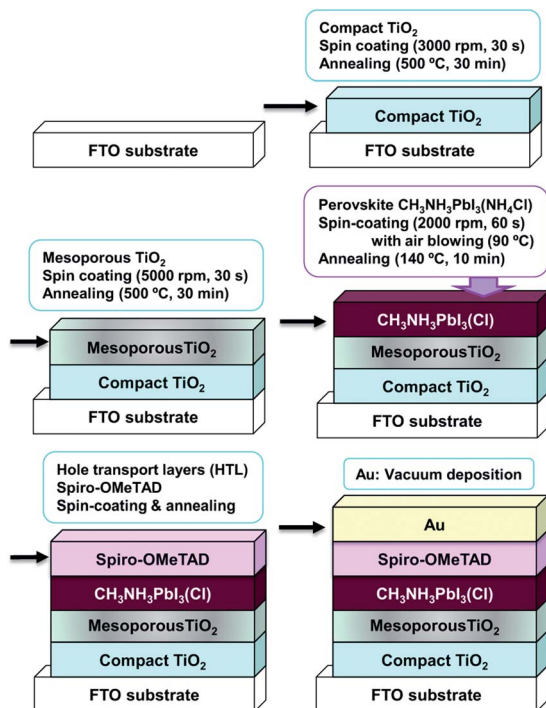 Compact TiO₂
Spin coating (3000 rpm, 30 s)
Annealing (500 ºC, 30 min)
FTO substrate
Compact TiO₂
FTO substrate
Mesoporous TiO₂
Spin coating (5000 rpm, 30 s)
Annealing (500 ºC, 30 min)
MesoporousTiO₂
Compact TiO₂
FTO substrate
Perovskite CH₃NH₃PbI₃(NH₄Cl)
Spin-coating (2000 rpm, 60 s)
with air blowing (90 ºC)
Annealing (140 ºC, 10 min)
CH₃NH₃PbI₃(Cl)
MesoporousTiO₂
Compact TiO₂
FTO substrate
Hole transport layers (HTL)
Spiro-OMeTAD
Spin-coating & annealing
Spiro-OMeTAD
CH₃NH₃PbI₃(Cl)
MesoporousTiO₂
Compact TiO₂
FTO substrate
Au: Vacuum deposition
Au
Spiro-OMeTAD
CH₃NH₃PbI₃(Cl)
MesoporousTiO₂
Compact TiO₂
FTO substrate